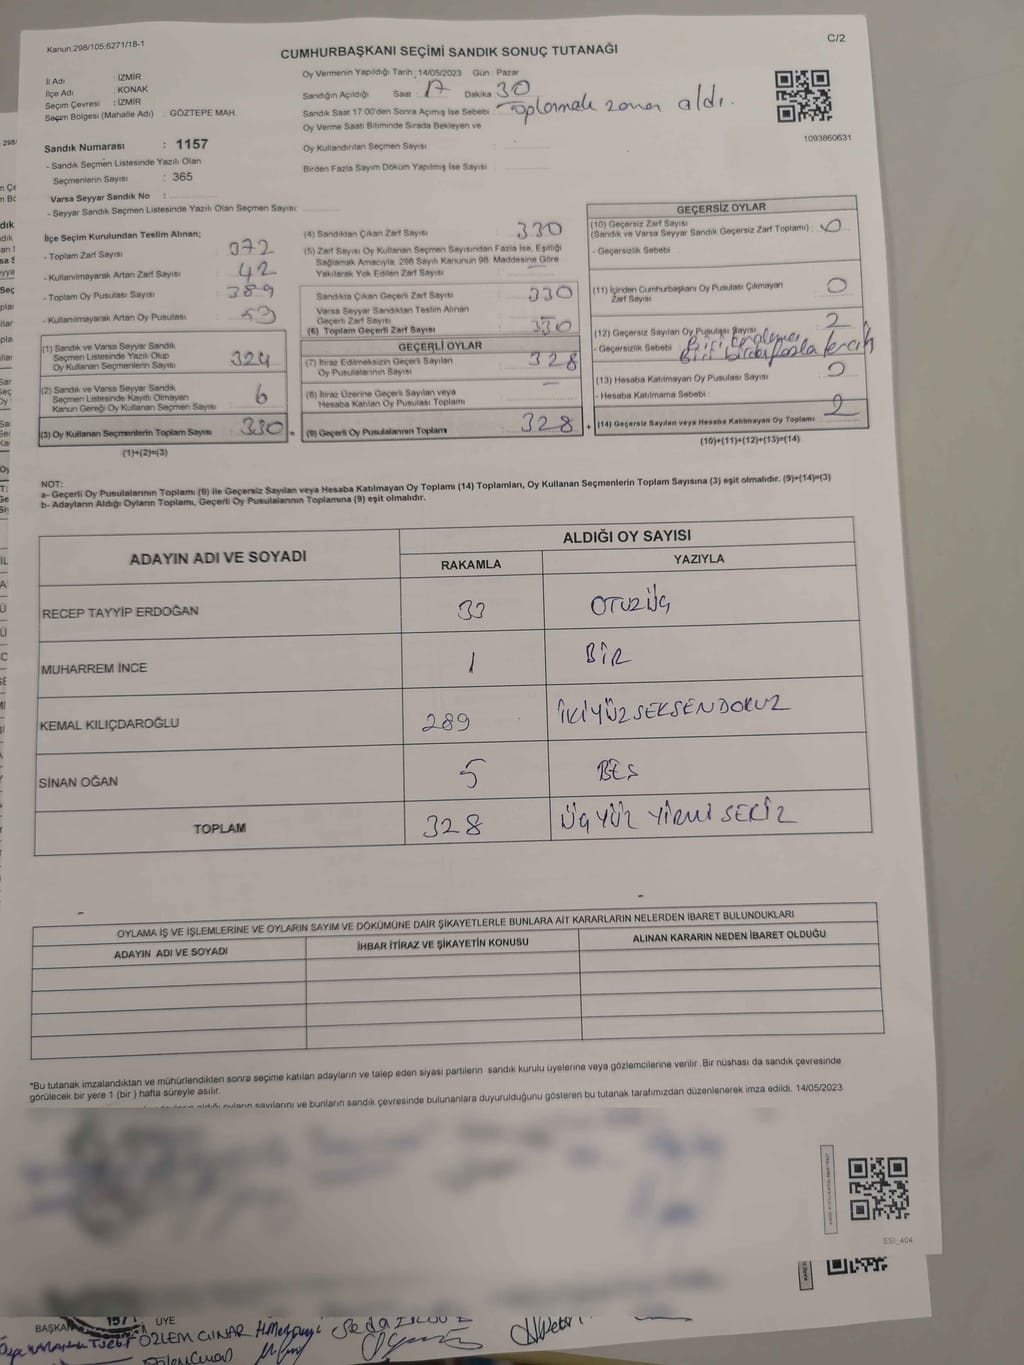 Kanun:298/105;6271/18-1
C/2
CUMHURBAŞKANI SEÇİMİ SANDIK SONUÇ TUTANAĞI
İl Adı : İZMİR
İlçe Adı : KONAK
Seçim Çevresi : İZMİR
Seçim Bölgesi (Mahalle Adı) : GÖZTEPE MAH
Oy Vermenin Yapıldığı Tarih : 14/05/2023 Gün : Pazar
Sandığın Açıldığı Saat : 17 Dakika : 30
Sandık Saat 17:00'den Sonra Açımış İse Sebebi : Toplamak zaman aldı.
Oy Verme Saati Bitiminde Sırada Bekleyen ve
Oy Kullandırılan Seçmen Sayısı :
Birden Fazla Sayım Döküm Yapılmış İse Sayısı :
1093860631
Sandık Numarası : 1157
- Sandık Seçmen Listesinde Yazılı Olan
Seçmenlerin Sayısı : 365
Varsa Seyyar Sandık No :
- Seyyar Sandık Seçmen Listesinde Yazılı Olan Seçmen Sayısı:
İlçe Seçim Kurulundan Teslim Alınan;
- Toplam Zarf Sayısı : 372
- Kullanılmayarak Artan Zarf Sayısı : 42
- Toplam Oy Pusulası Sayısı : 389
- Kullanılmayarak Artan Oy Pusulası : 59
(1) Sandık ve Varsa Seyyar Sandık
Seçmen Listesinde Yazılı Olup
Oy Kullanan Seçmenlerin Sayısı : 324
(2) Sandık ve Varsa Seyyar Sandık
Seçmen Listesinde Kayıtlı Olmayan
Kanun Gereği Oy Kullanan Seçmen Sayısı : 6
(3) Oy Kullanan Seçmenlerin Toplam Sayısı : 330
(1)+(2)=(3)
(4) Sandıktan Çıkan Zarf Sayısı : 330
(5) Zarf Sayısı Oy Kullanan Seçmen Sayısından Fazla İse, Eşitliği
Sağlamak Amacıyla, 298 Sayılı Kanunun 98. Maddesine Göre
Yakılarak Yok Edilen Zarf Sayısı : —
Sandıkta Çıkan Geçerli Zarf Sayısı : 330
Varsa Seyyar Sandıktan Teslim Alınan
Geçerli Zarf Sayısı :
(6) Toplam Geçerli Zarf Sayısı : 330
GEÇERLİ OYLAR
(7) İtiraz Edilmeksizin Geçerli Sayılan
Oy Pusulalarının Sayısı : 328
(8) İtiraz Üzerine Geçerli Sayılan veya
Hesaba Katılan Oy Pusulası Toplamı : —
(9) Geçerli Oy Pusulalarının Toplamı : 328
GEÇERSİZ OYLAR
(10) Geçersiz Zarf Sayısı
(Sandık ve Varsa Seyyar Sandık Geçersiz Zarf Toplamı) : 0
- Geçersizlik Sebebi :
(11) İçinden Cumhurbaşkanı Oy Pusulası Çıkmayan
Zarf Sayısı : 0
(12) Geçersiz Sayılan Oy Pusulası Sayısı : 2
- Geçersizlik Sebebi : Biri
Biri birden fazla tercih
(13) Hesaba Katılmayan Oy Pusulası Sayısı : 0
- Hesaba Katılmama Sebebi :
(14) Geçersiz Sayılan veya Hesaba Katılmayan Oy Toplamı : 2
(10)+(11)+(12)+(13)=(14)
NOT:
a- Geçerli Oy Pusulalarının Toplamı (9) ile Geçersiz Sayılan veya Hesaba Katılmayan Oy Toplamı (14) Toplamları, Oy Kullanan Seçmenlerin Toplam Sayısına (3) eşit olmalıdır. (9)+(14)=(3)
b- Adayların Aldığı Oyların Toplamı, Geçerli Oy Pusulalarının Toplamına (9) eşit olmalıdır.
ADAYIN ADI VE SOYADI
ALDIĞI OY SAYISI
RAKAMLA YAZIYLA
RECEP TAYYİP ERDOĞAN 33 OTUZÜÇ
MUHARREM İNCE 1 BİR
KEMAL KILIÇDAROĞLU 289 İKİYÜZSEKSENDOKUZ
SİNAN OĞAN 5 BEŞ
TOPLAM 328 ÜÇYÜZ YİRMİ SEKİZ
OYLAMA İŞ VE İŞLEMLERİNE VE OYLARIN SAYIM VE DÖKÜMÜNE DAİR ŞİKAYETLERLE BUNLARA AİT KARARLARIN NELERDEN İBARET BULUNDUKLARI
ADAYIN ADI VE SOYADI İHBAR İTİRAZ VE ŞİKAYETİN KONUSU ALINAN KARARIN NEDEN İBARET OLDUĞU
*Bu tutanak imzalandıktan ve mühürlendikten sonra seçime katılan adayların ve talep eden siyasi partilerin sandık kurulu üyelerine veya gözlemcilerine verilir. Bir nüshası da sandık çevresinde
görülecek bir yere 1 (bir) hafta süreyle asılır.
oyların sayılarını ve bunların sandık çevresinde bulunanlara duyurulduğunu gösteren bu tutanak tarafımızdan düzenlenerek imza edildi. 14/05/2023
SSI_404
BAŞKAN ÜYE
ÖZLEM ÇINAR